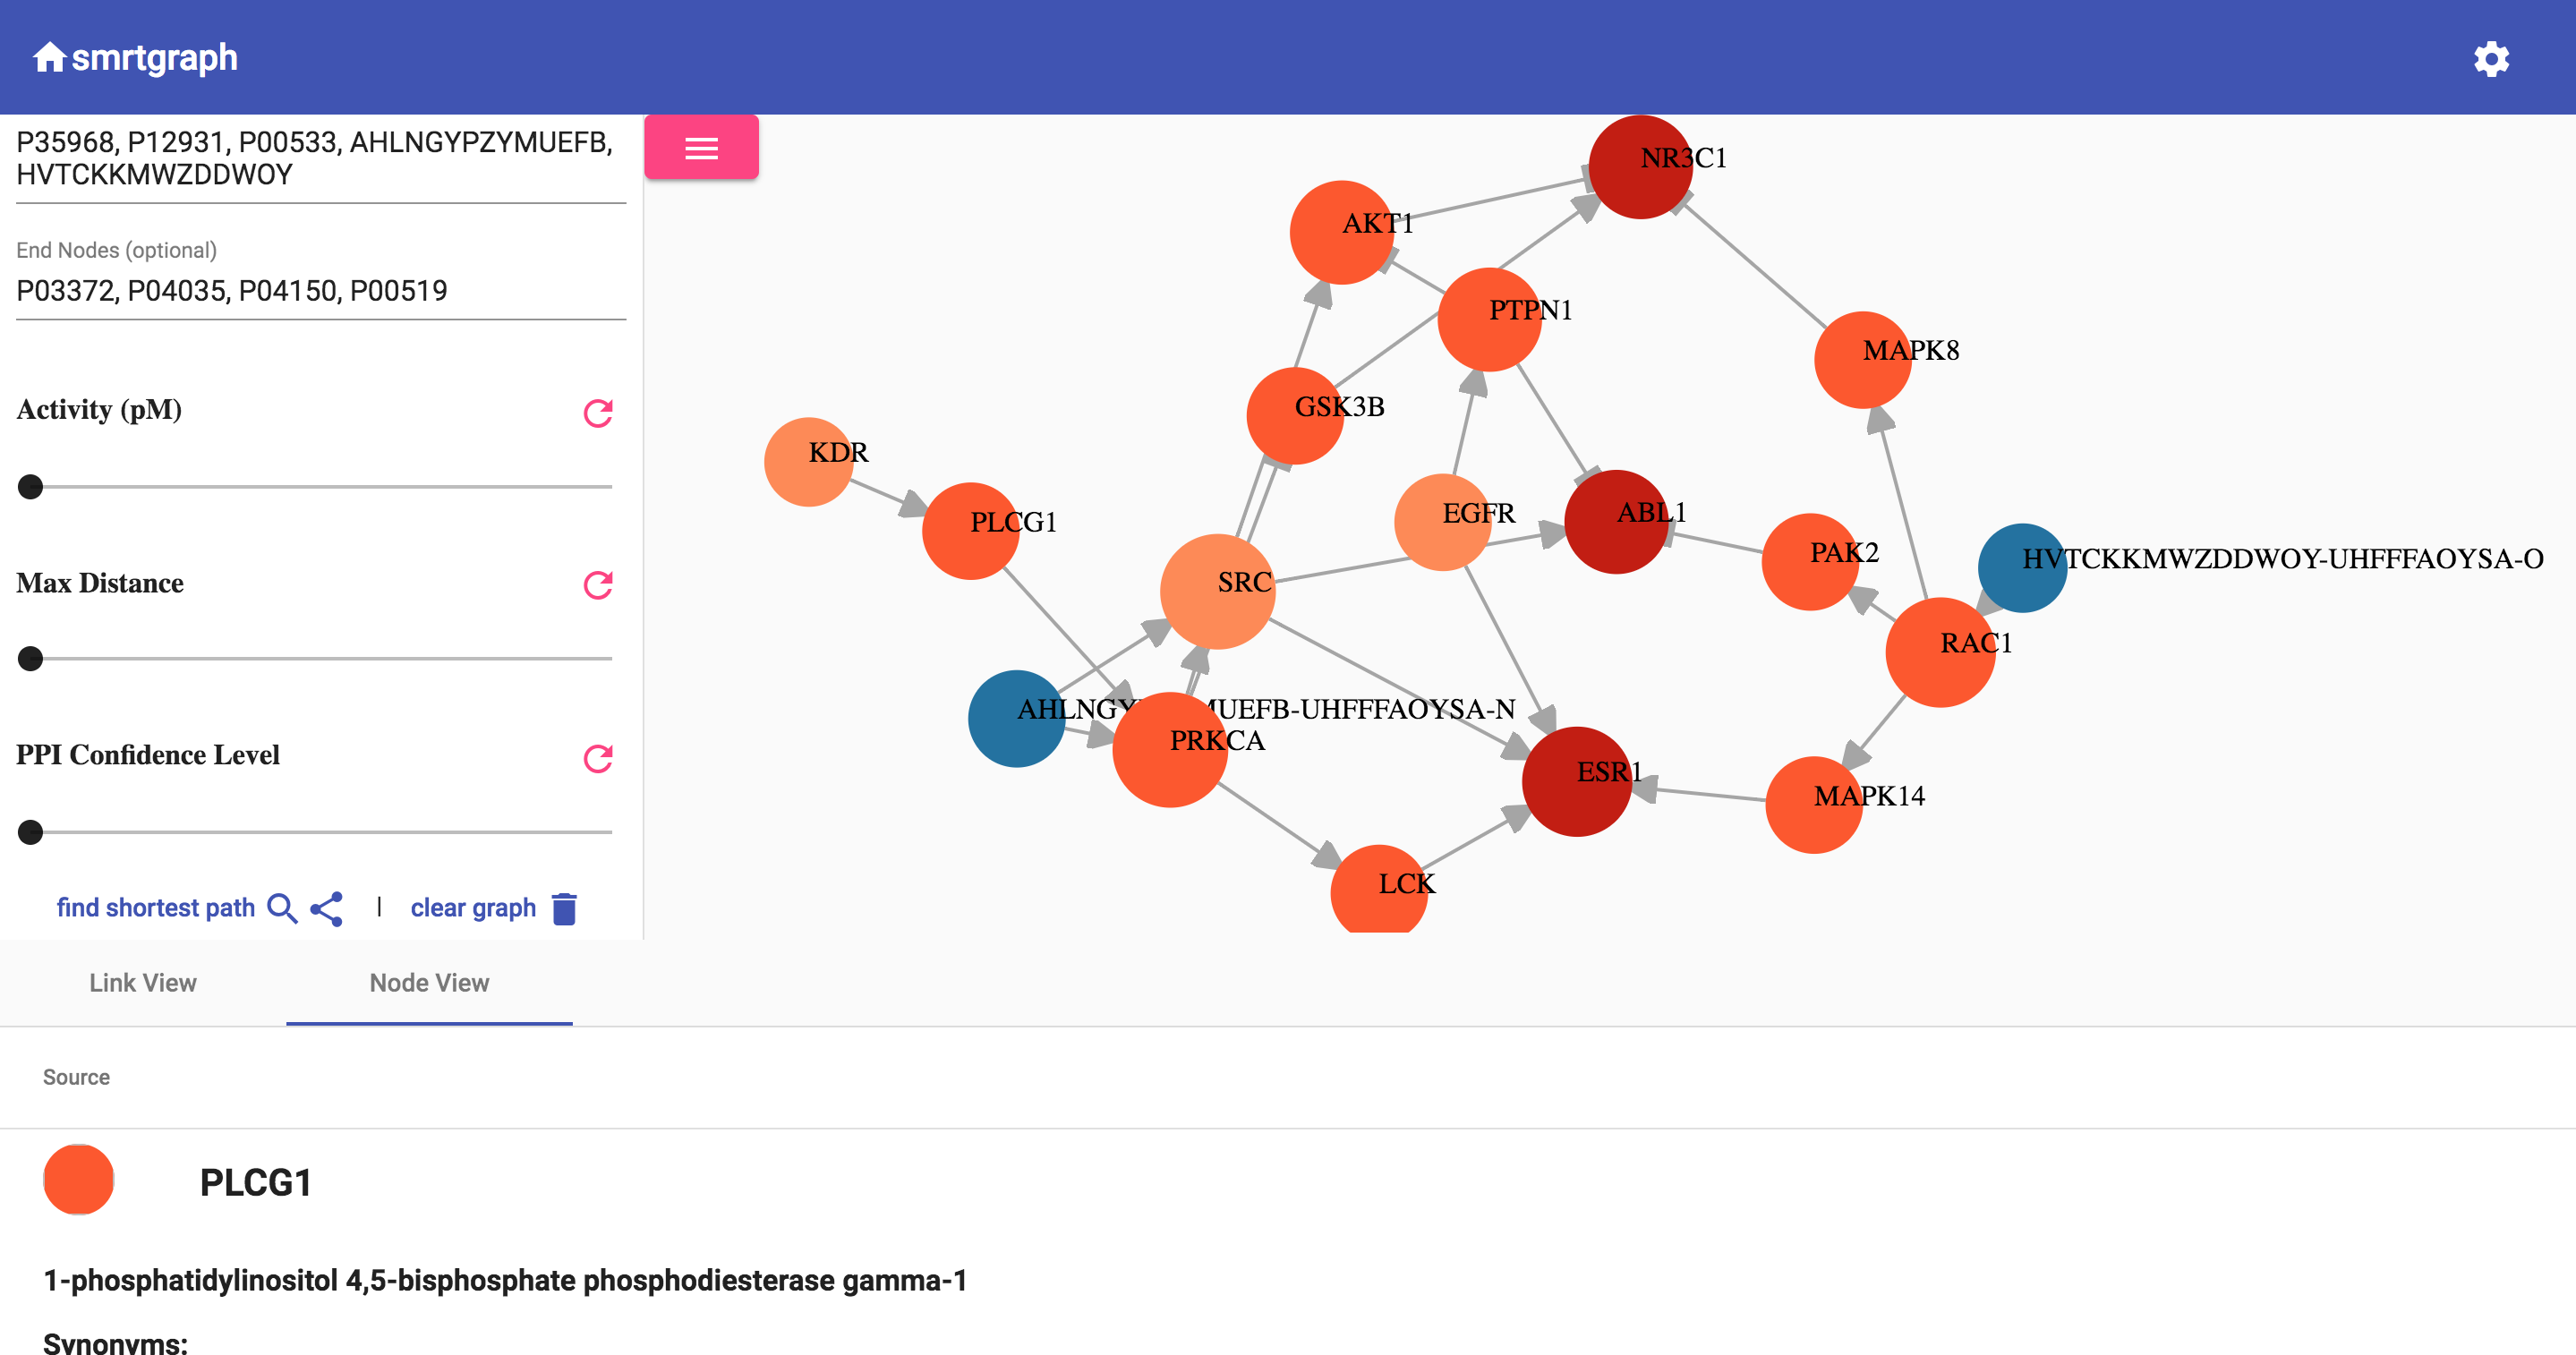 smrtgraph
P35968, P12931, P00533, AHLNGYPZYMUEFB,
HVTCKKMWZDDWOY
End Nodes (optional)
P03372, P04035, P04150, P00519
Activity (pM)
Max Distance
PPI Confidence Level
find shortest path | clear graph
NR3C1
AKT1
PTPN1
MAPK8
GSK3B
KDR
PLCG1
EGFR
ABL1
PAK2
HVTCKKMWZDDWOY-UHFFFAOYSA-O
SRC
RAC1
MUEFB-UHFFFAOYSA-N
PRKCA
ESR1
MAPK14
LCK
Link View
Node View
Source
PLCG1
1-phosphatidylinositol 4,5-bisphosphate phosphodiesterase gamma-1
Synonyms: